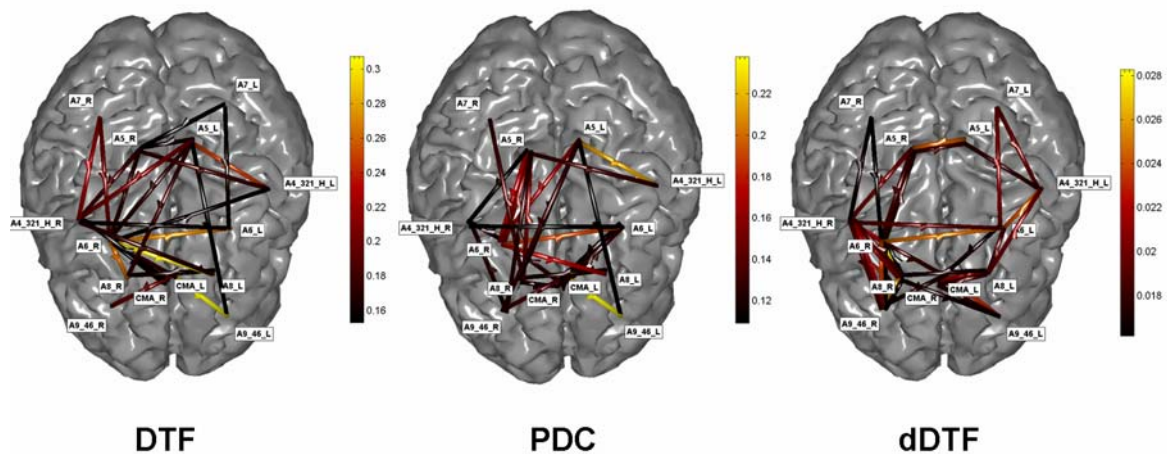 A7_R
A7_L
A5_R
A5_L
A4_321_H_L
A4_321_H_R
A6_R
A6_L
A8_R
CMA_L
A8_L
CMA_R
A9_46_R
A9_46_L
0.3
0.28
0.26
0.24
0.22
0.2
0.18
0.16
DTF
A7_R
A7_L
A5_R
A5_L
A4_321_H_L
A4_321_H_R
A6_R
A6_L
A8_R
A8_L
CMA_R
CMA_L
A9_46_R
A9_46_L
0.22
0.2
0.18
0.16
0.14
0.12
PDC
A7_R
A7_L
A5_R
A5_L
A4_321_H_L
A4_321_H_R
A6_R
A6_L
A8_R
CMA_L
A8_L
CMA_R
A9_46_R
A9_46_L
0.028
0.026
0.024
0.022
0.02
0.018
dDTF